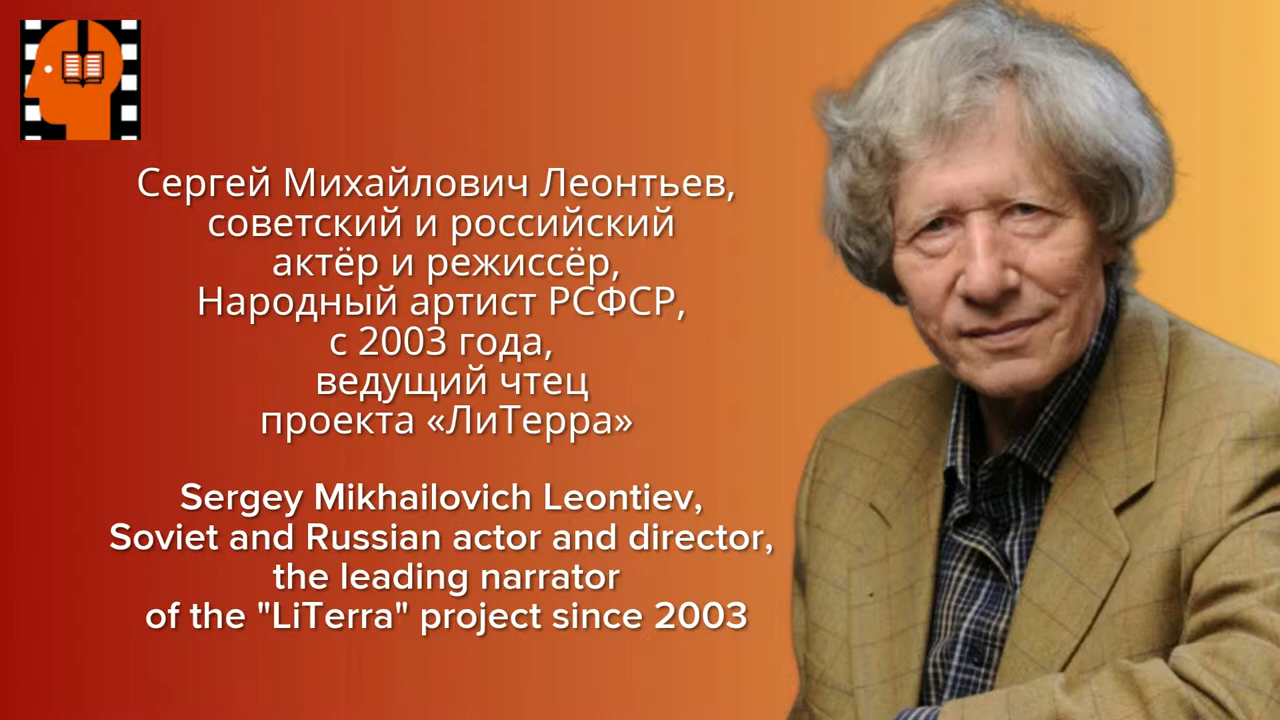 Сергей Михайлович Леонтьев,
советский и российский
актёр и режиссёр,
Народный артист РСФСР,
с 2003 года,
ведущий чтец
проекта «ЛиТерра»
Sergey Mikhailovich Leontiev,
Soviet and Russian actor and director,
the leading narrator
of the "LiTerra" project since 2003